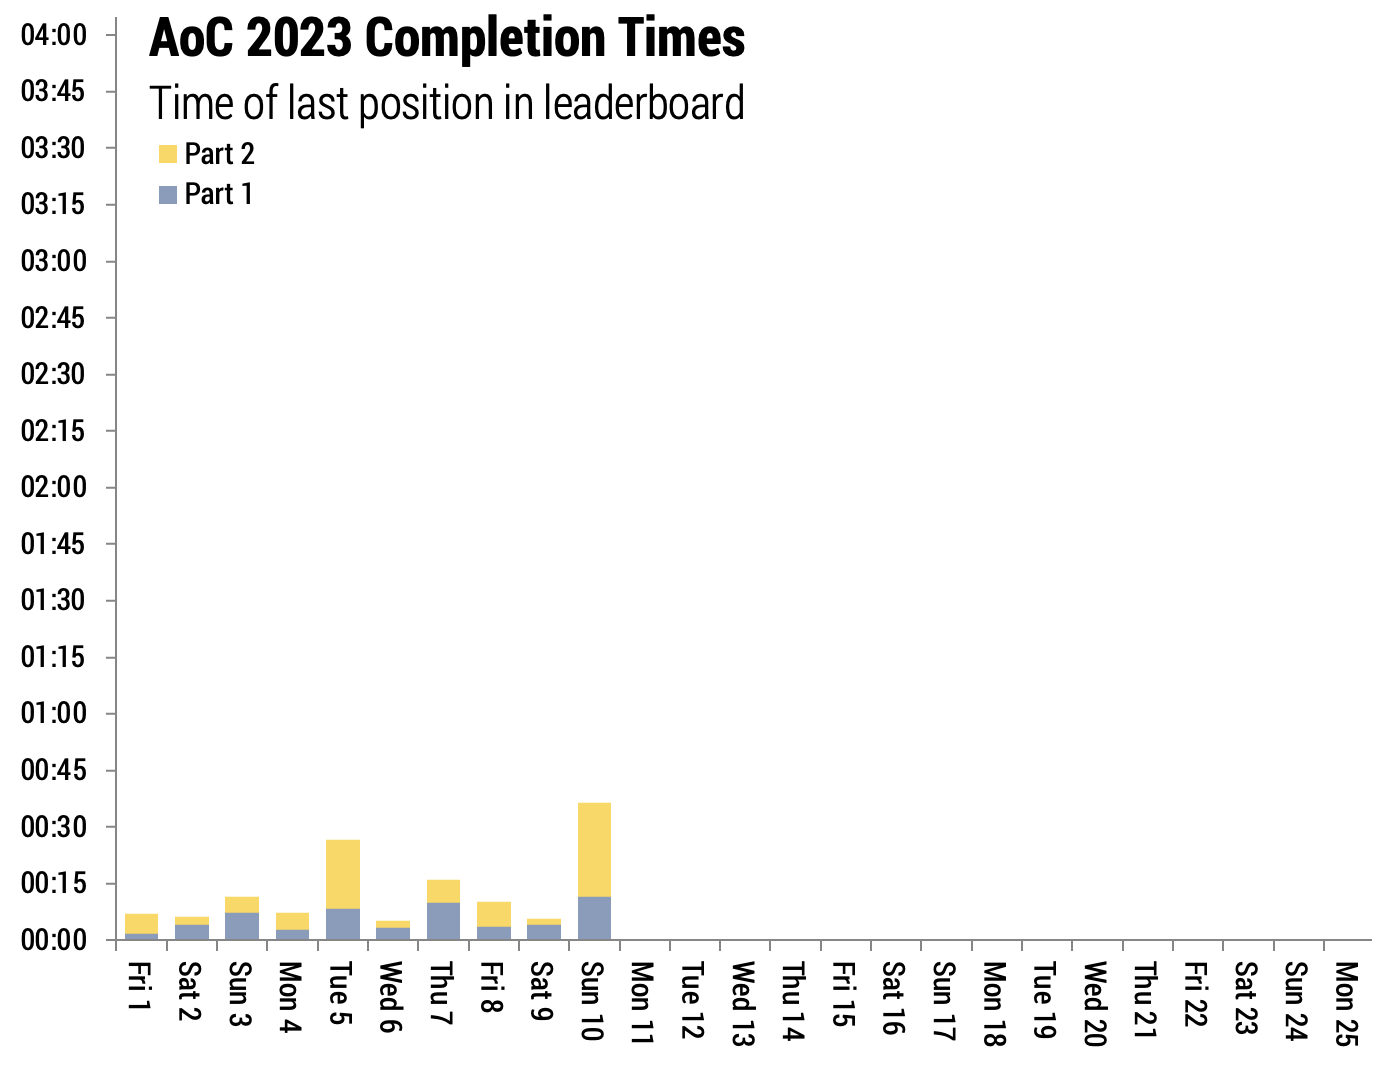 AoC 2023 Completion Times
Time of last position in leaderboard
Part 2
Part 1
04:00
03:45
03:30
03:15
03:00
02:45
02:30
02:15
02:00
01:45
01:30
01:15
01:00
00:45
00:30
00:15
00:00
Fri 1
Sat 2
Sun 3
Mon 4
Tue 5
Wed 6
Thu 7
Fri 8
Sat 9
Sun 10
Mon 11
Tue 12
Wed 13
Thu 14
Fri 15
Sat 16
Sun 17
Mon 18
Tue 19
Wed 20
Thu 21
Fri 22
Sat 23
Sun 24
Mon 25